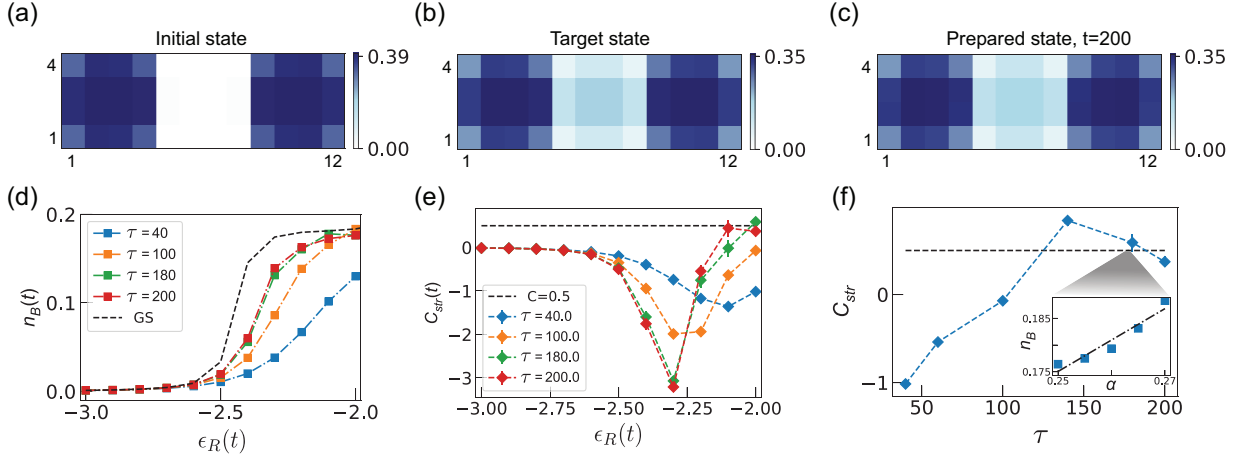 (a)
Initial state
4
1
1
12
0.39
0.00
(b)
Target state
4
1
1
12
0.35
0.00
(c)
Prepared state, t=200
4
1
1
12
0.35
0.00
(d)
n_B(t)
0.2
0.1
0.0
τ = 40
τ = 100
τ = 180
τ = 200
GS
−3.0
−2.5
−2.0
ϵ_R(t)
(e)
C_str(t)
0
−1
−2
−3
C=0.5
τ = 40.0
τ = 100.0
τ = 180.0
τ = 200.0
−3.00
−2.75
−2.50
−2.25
−2.00
ϵ_R(t)
(f)
C_str
0
−1
n_B
0.185
0.175
0.25
α
0.27
50
100
150
200
τ